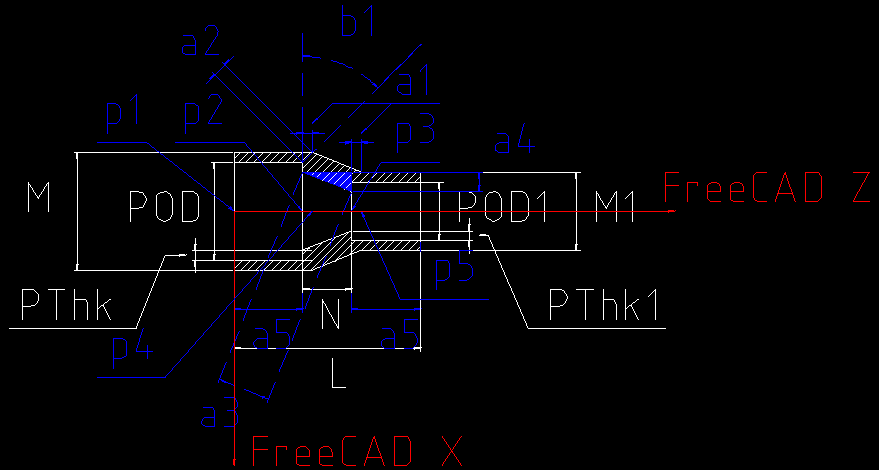 b1
a2
a1
p1
p2
p3
a4
M
POD
POD1
M1
FreeCAD Z
p5
PThk
N
PThk1
p4
a5
a5
L
a3
FreeCAD X